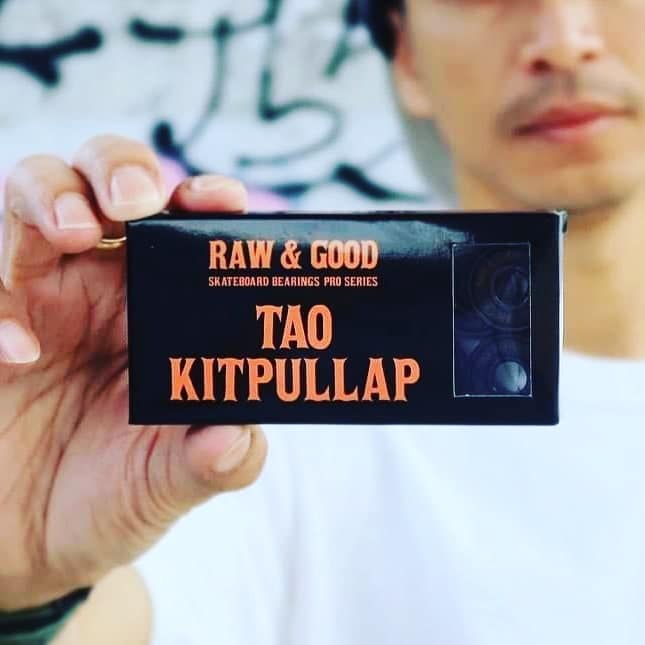 RAW & GOOD
SKATEBOARD BEARINGS PRO SERIES
TAO
KITPULLAP